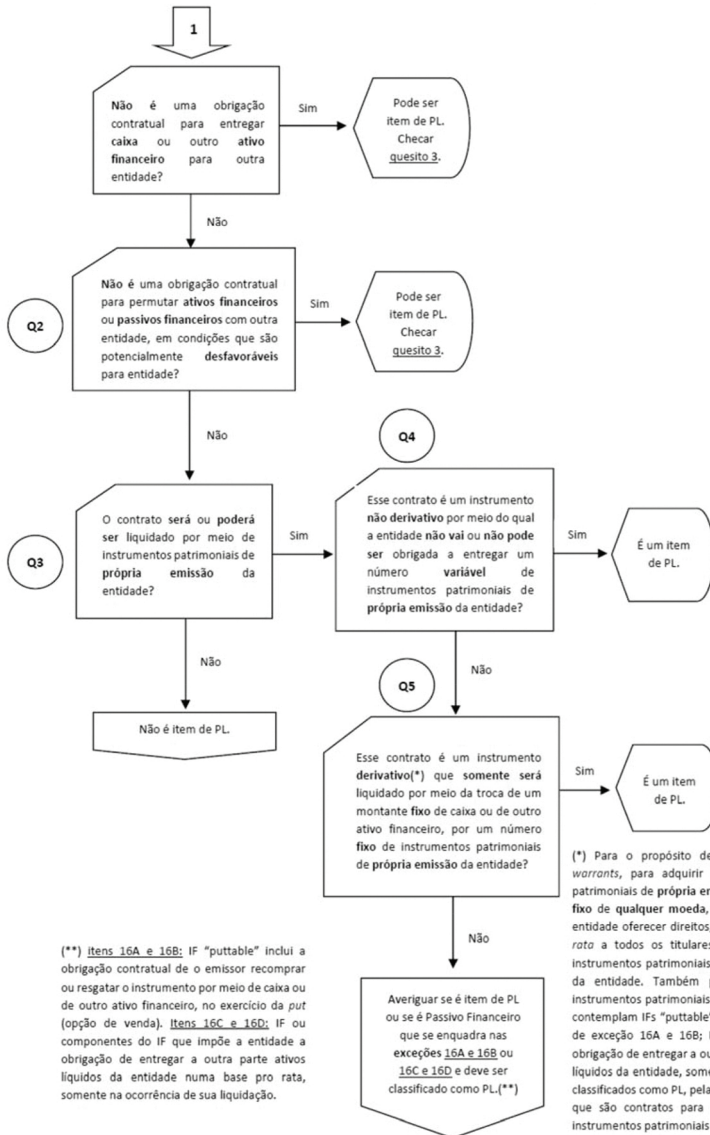 1
Não é uma obrigação
contratual para entregar
caixa ou outro ativo
financeiro para outra
entidade?
Sim
Pode ser
item de PL.
Checar
quesito 3.
Não
Q2
Não é uma obrigação contratual
para permutar ativos financeiros
ou passivos financeiros com outra
entidade, em condições que são
potencialmente desfavoráveis
para entidade?
Sim
Pode ser
item de PL.
Checar
quesito 3.
Não
Q4
Q3
O contrato será ou poderá
ser liquidado por meio de
instrumentos patrimoniais de
própria emissão da
entidade?
Sim
Esse contrato é um instrumento
não derivativo por meio do qual
a entidade não vai ou não pode
ser obrigada a entregar um
número variável de
instrumentos patrimoniais de
própria emissão da entidade?
Sim
É um item
de PL.
Não
Não é item de PL.
Não
Q5
Esse contrato é um instrumento
derivativo(*) que somente será
liquidado por meio da troca de um
montante fixo de caixa ou de outro
ativo financeiro, por um número
fixo de instrumentos patrimoniais
de própria emissão da entidade?
Sim
É um item
de PL.
Não
Averiguar se é item de PL
ou se é Passivo Financeiro
que se enquadra nas
exceções 16A e 16B ou
16C e 16D e deve ser
classificado como PL.(**)
(**) itens 16A e 16B: IF “puttable” inclui a
obrigação contratual de o emissor recomprar
ou resgatar o instrumento por meio de caixa ou
de outro ativo financeiro, no exercício da put
(opção de venda). Itens 16C e 16D: IF ou
componentes do IF que impõe a entidade a
obrigação de entregar a outra parte ativos
líquidos da entidade numa base pro rata,
somente na ocorrência de sua liquidação.
(*) Para o propósito de
warrants, para adquirir
patrimoniais de própria
fixo de qualquer moeda,
entidade oferecer direitos,
rata a todos os titulares
instrumentos patrimoniais
da entidade. Também
instrumentos patrimoniais
contemplam IFs “puttable”
de exceção 16A e 16B;
obrigação de entregar a
líquidos da entidade,
classificados como PL, pela
que são contratos para
instrumentos patrimoniais